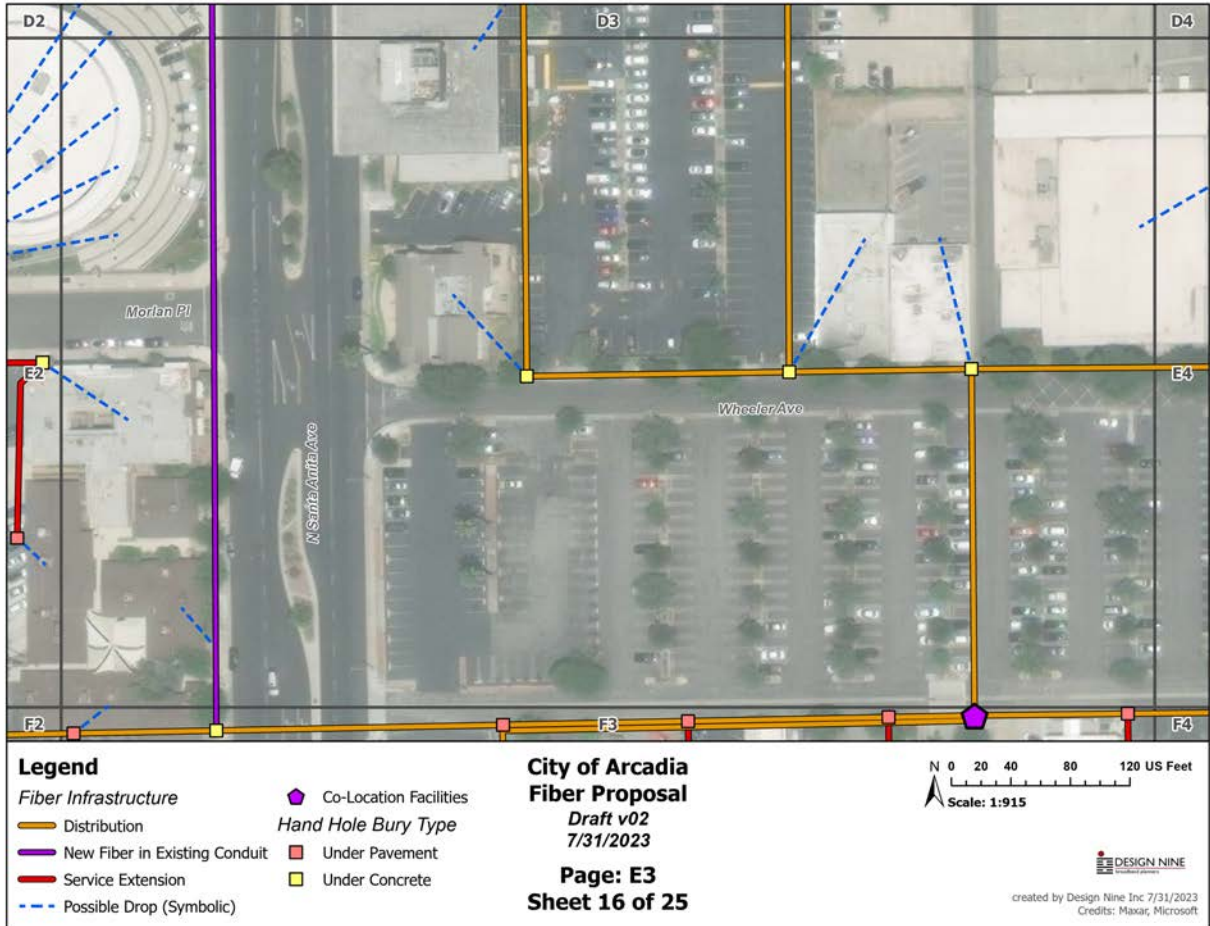 D2
D3
D4
Morlan Pl
E2
E4
Wheeler Ave
N Santa Anita Ave
F2
F3
F4
Legend
Fiber Infrastructure
Distribution
New Fiber in Existing Conduit
Service Extension
Possible Drop (Symbolic)
Co-Location Facilities
Hand Hole Bury Type
Under Pavement
Under Concrete
City of Arcadia
Fiber Proposal
Draft v02
7/31/2023
Page: E3
Sheet 16 of 25
N 0 20 40 80 120 US Feet
Scale: 1:915
DESIGN NINE
broadband planners
created by Design Nine Inc 7/31/2023
Credits: Maxar, Microsoft